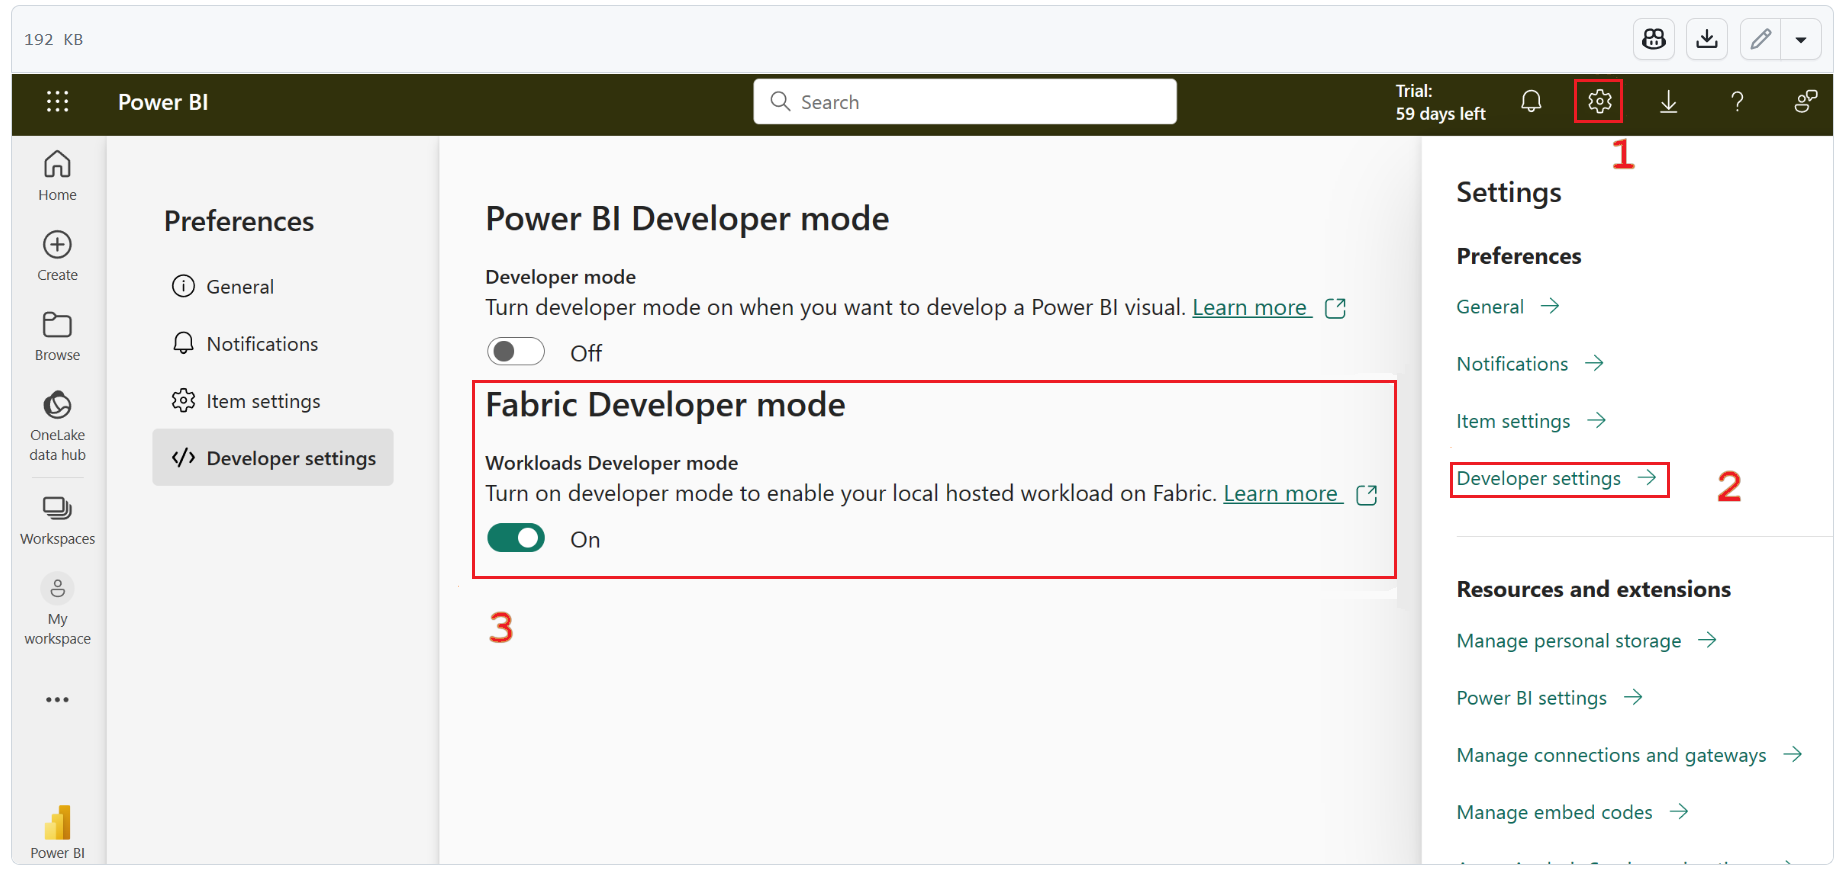 192 KB
Power BI
Search
Trial:
59 days left
1
Home
Create
Browse
OneLake
data hub
Workspaces
My
workspace
Power BI
Preferences
General
Notifications
Item settings
Developer settings
Power BI Developer mode
Developer mode
Turn developer mode on when you want to develop a Power BI visual. Learn more
Off
Fabric Developer mode
Workloads Developer mode
Turn on developer mode to enable your local hosted workload on Fabric. Learn more
On
3
Settings
Preferences
General
Notifications
Item settings
Developer settings
2
Resources and extensions
Manage personal storage
Power BI settings
Manage connections and gateways
Manage embed codes